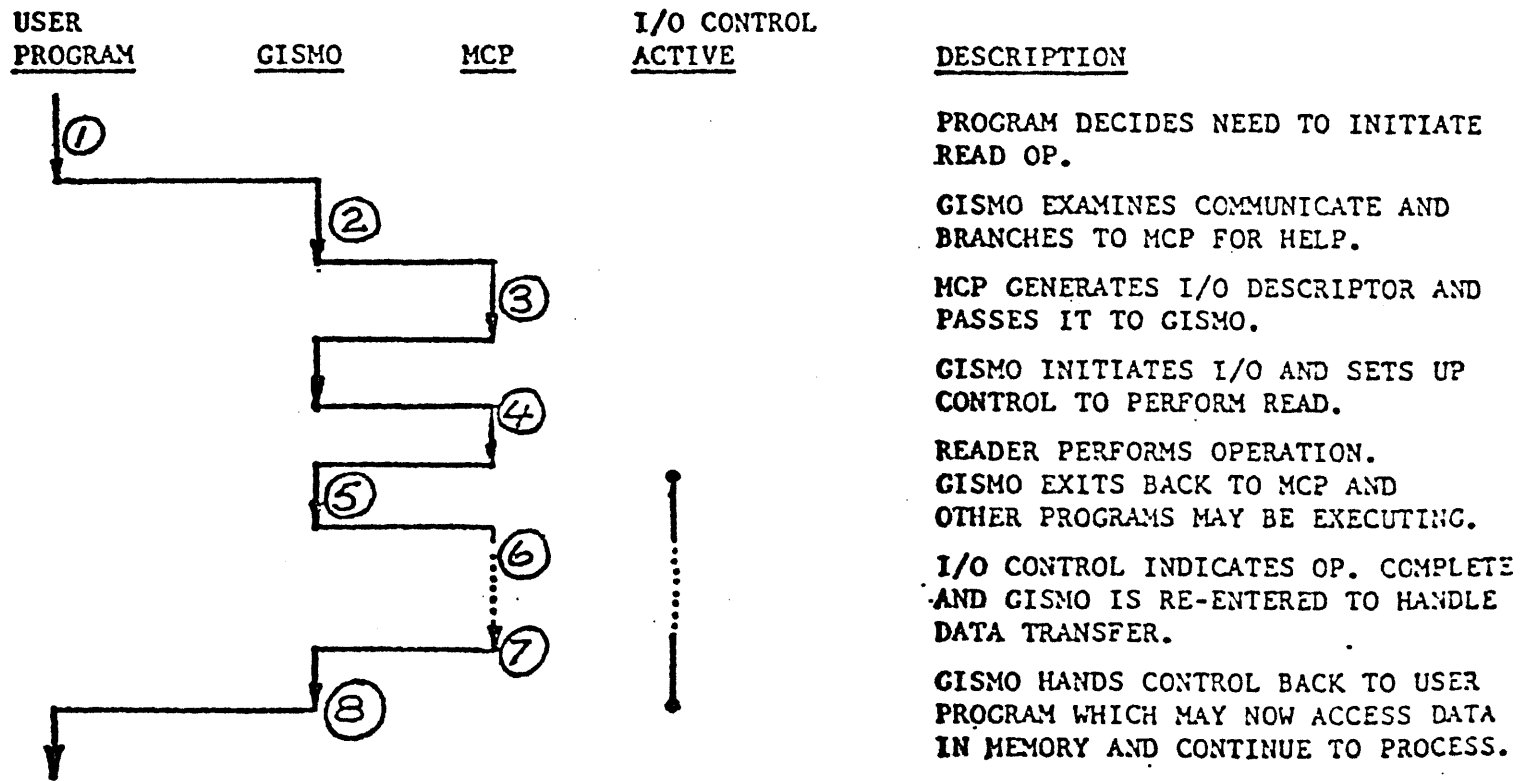 USER
PROGRAM
GISMO
MCP
I/O CONTROL
ACTIVE
DESCRIPTION
1
2
3
4
5
6
7
8
PROGRAM DECIDES NEED TO INITIATE
READ OP.
GISMO EXAMINES COMMUNICATE AND
BRANCHES TO MCP FOR HELP.
MCP GENERATES I/O DESCRIPTOR AND
PASSES IT TO GISMO.
GISMO INITIATES I/O AND SETS UP
CONTROL TO PERFORM READ.
READER PERFORMS OPERATION.
GISMO EXITS BACK TO MCP AND
OTHER PROGRAMS MAY BE EXECUTING.
I/O CONTROL INDICATES OP. COMPLETE
AND GISMO IS RE-ENTERED TO HANDLE
DATA TRANSFER.
GISMO HANDS CONTROL BACK TO USER
PROGRAM WHICH MAY NOW ACCESS DATA
IN MEMORY AND CONTINUE TO PROCESS.